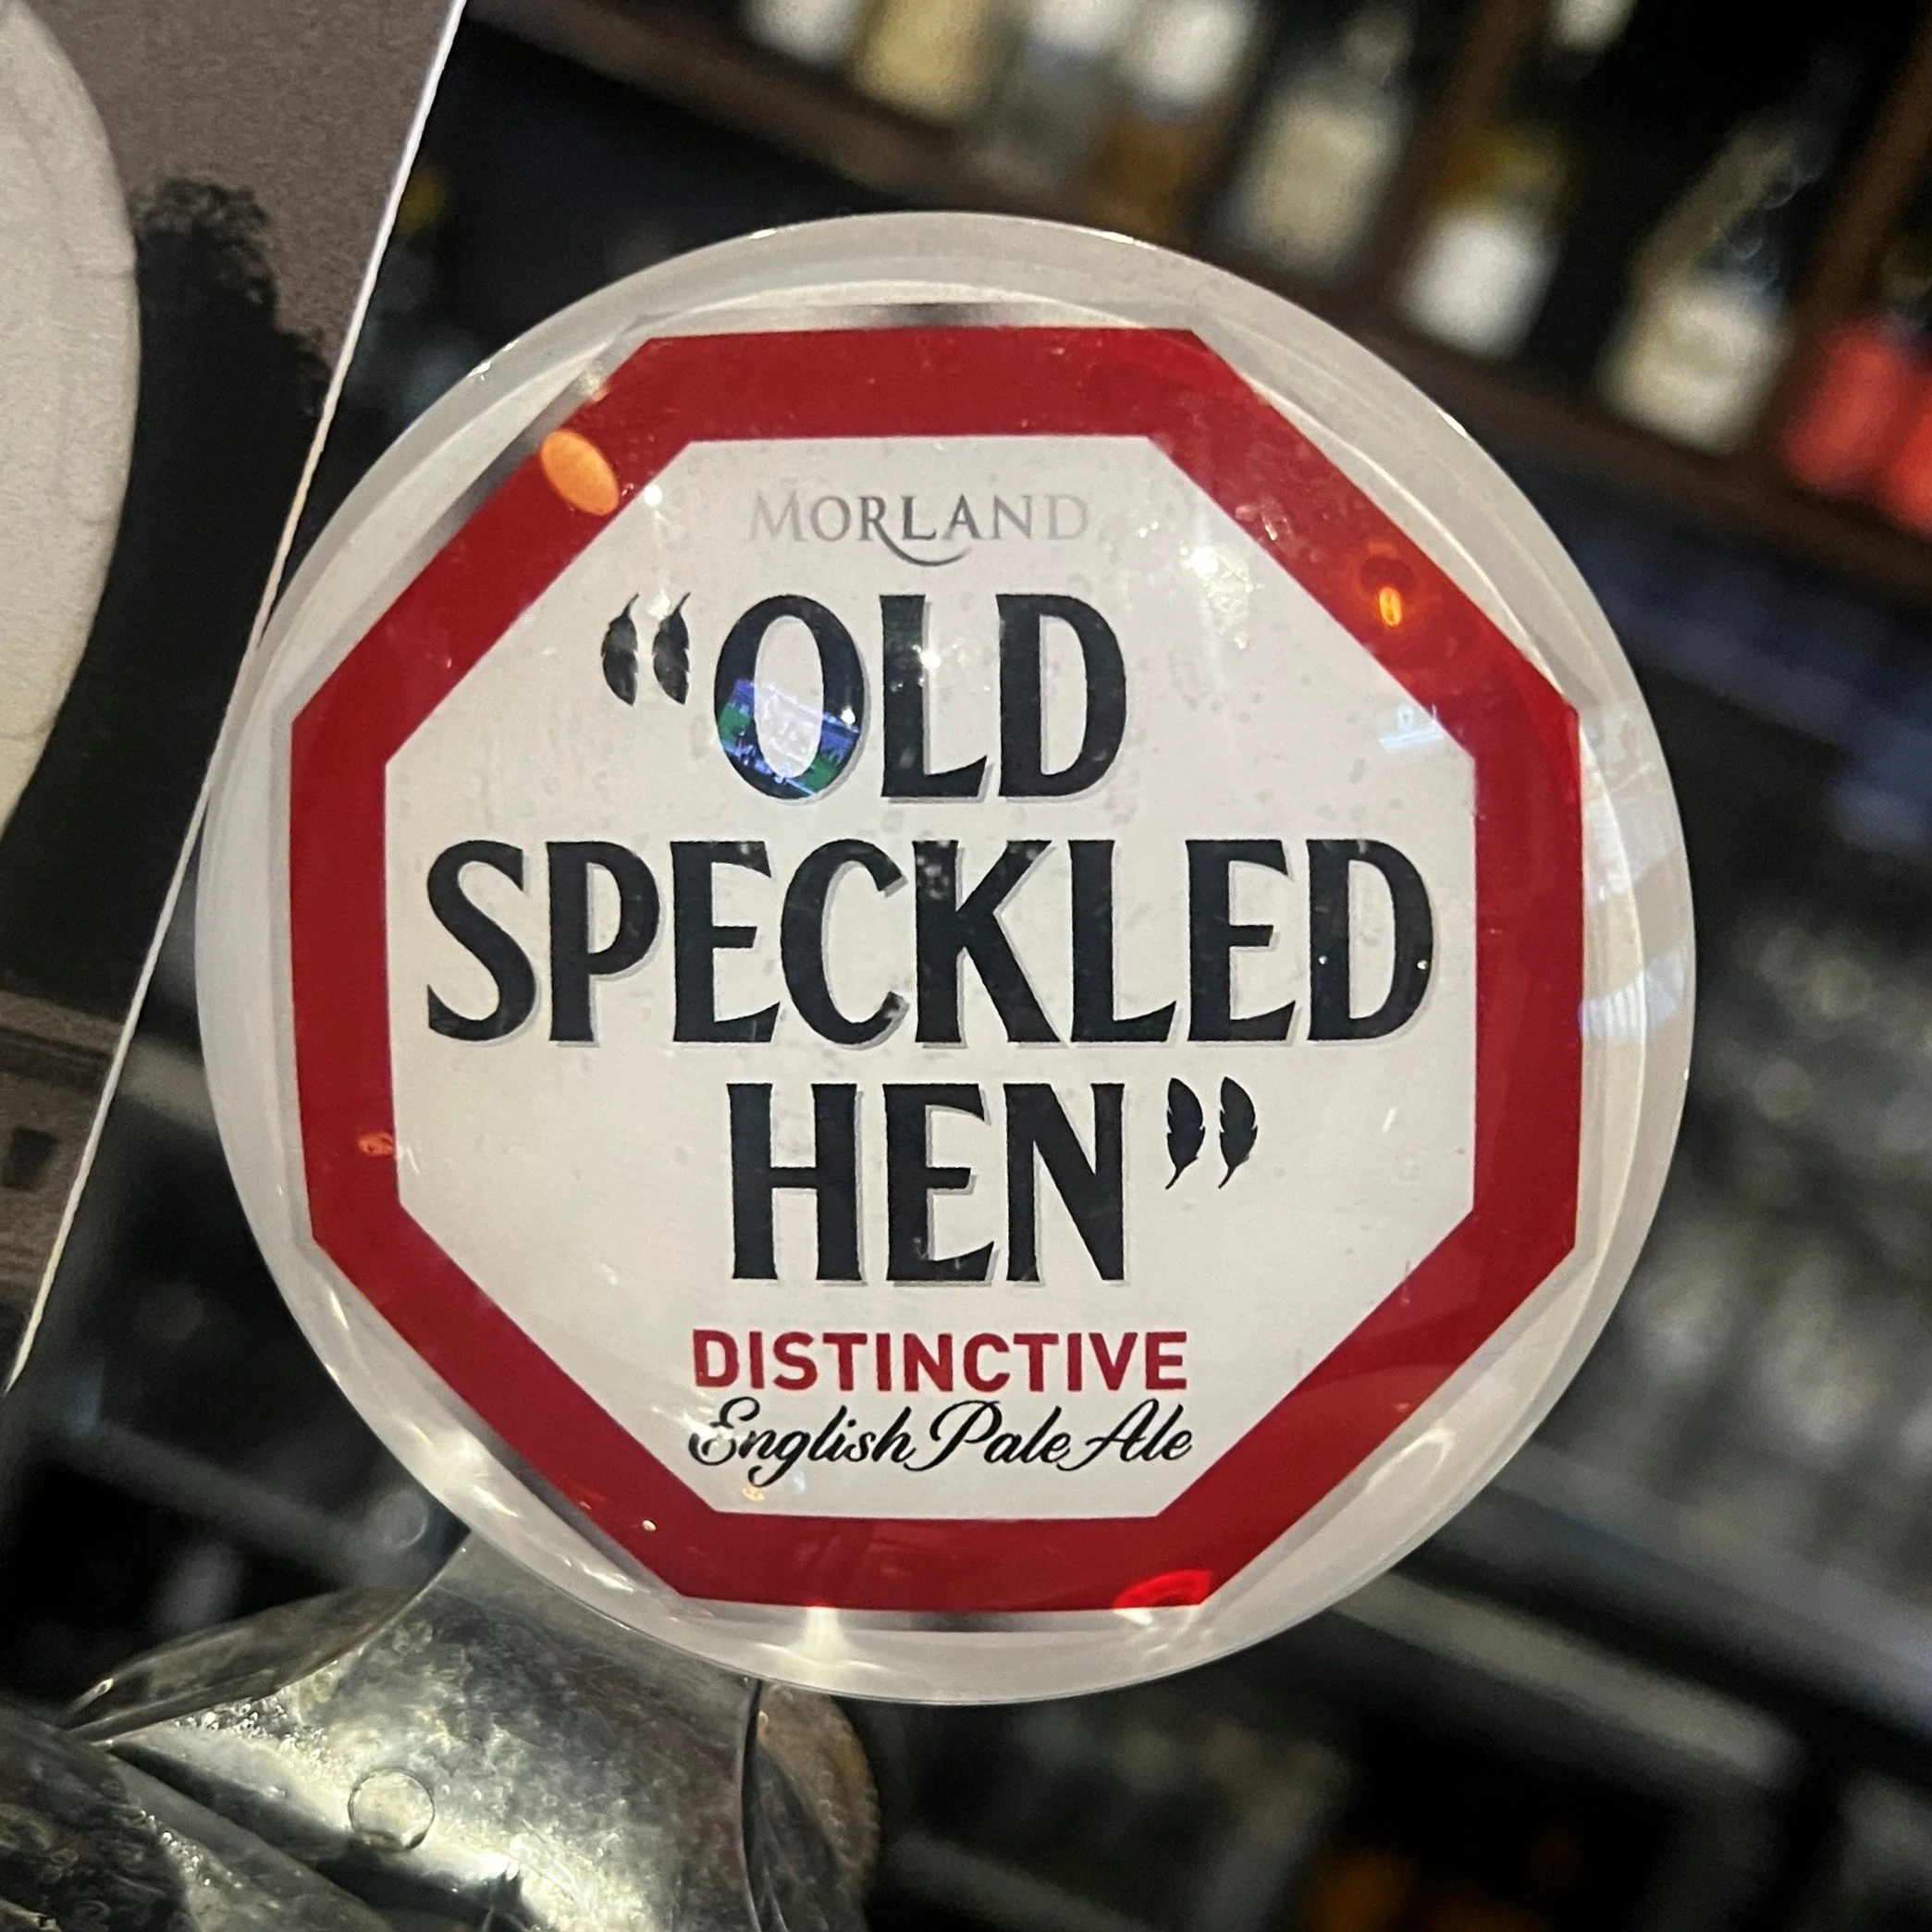 MORLAND
“OLD
SPECKLED
HEN”
DISTINCTIVE
English Pale Ale